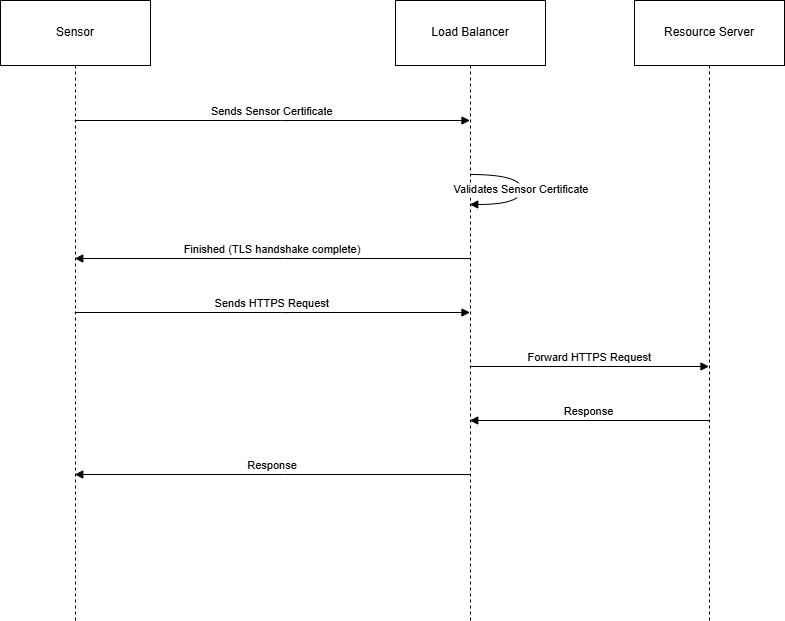 Sensor
Load Balancer
Resource Server
Sends Sensor Certificate
Validates Sensor Certificate
Finished (TLS handshake complete)
Sends HTTPS Request
Forward HTTPS Request
Response
Response